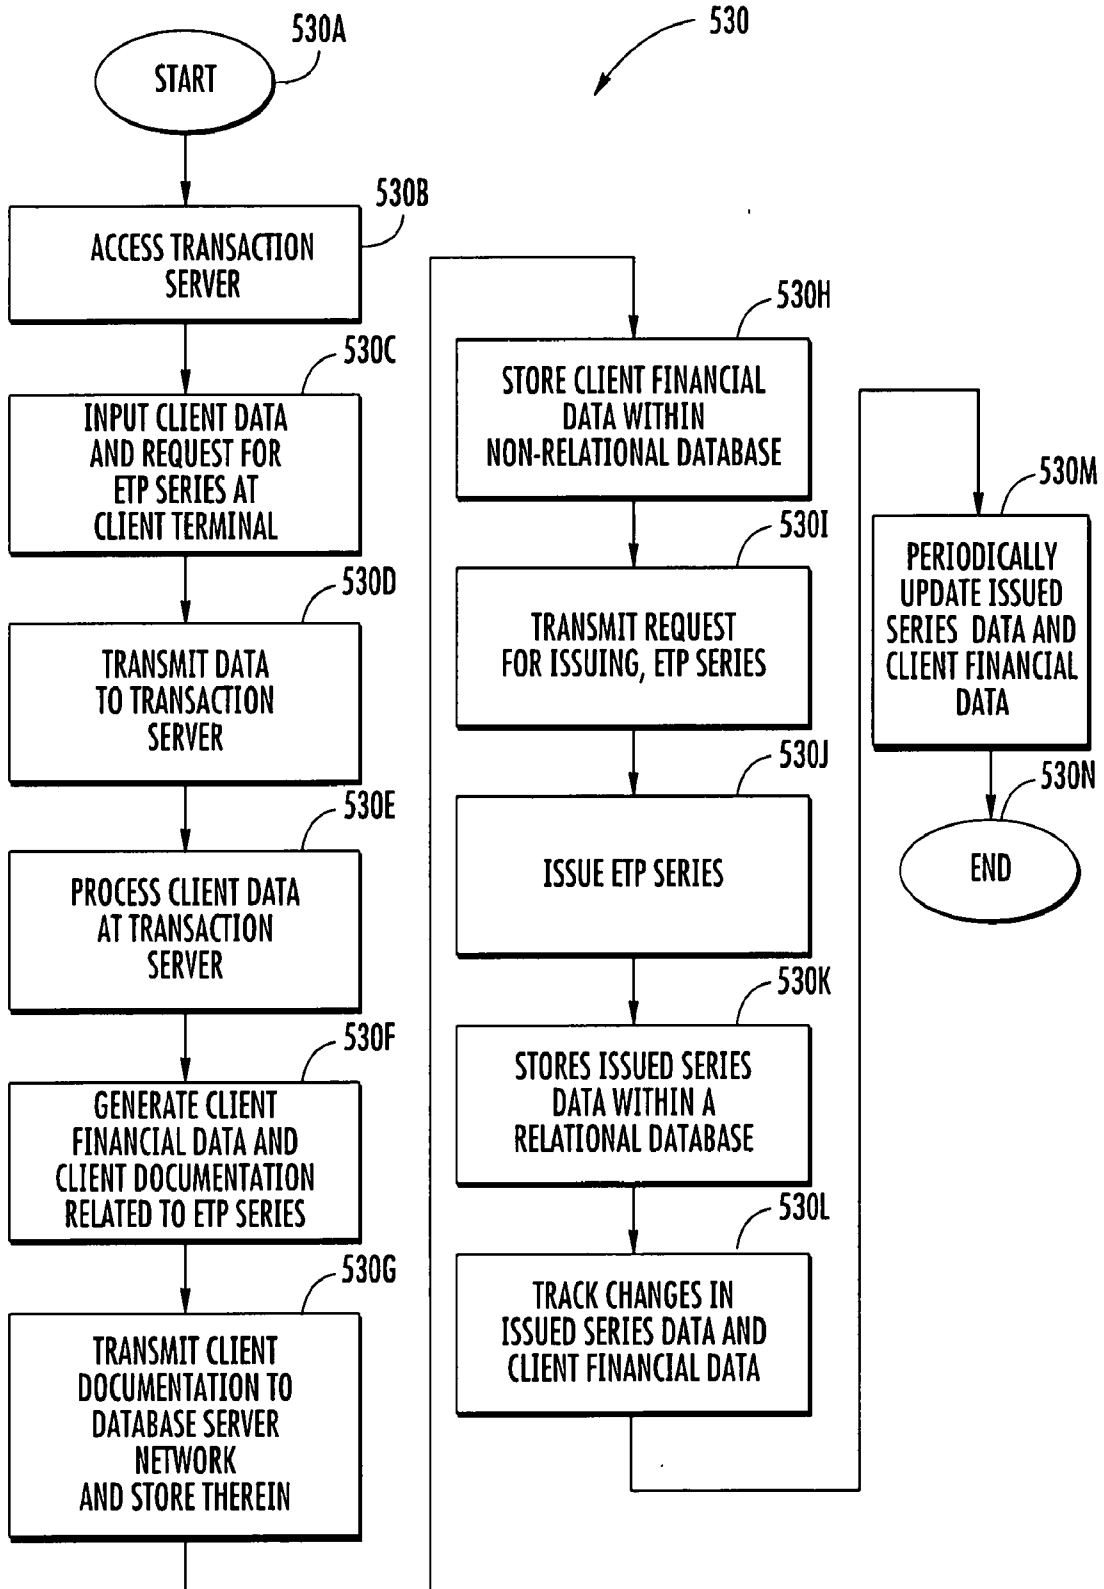 530
530A
START
530B
ACCESS TRANSACTION
SERVER
530C
INPUT CLIENT DATA
AND REQUEST FOR
ETP SERIES AT
CLIENT TERMINAL
530D
TRANSMIT DATA
TO TRANSACTION
SERVER
530E
PROCESS CLIENT DATA
AT TRANSACTION
SERVER
530F
GENERATE CLIENT
FINANCIAL DATA AND
CLIENT DOCUMENTATION
RELATED TO ETP SERIES
530G
TRANSMIT CLIENT
DOCUMENTATION TO
DATABASE SERVER
NETWORK
AND STORE THEREIN
530H
STORE CLIENT FINANCIAL
DATA WITHIN
NON-RELATIONAL DATABASE
530I
TRANSMIT REQUEST
FOR ISSUING, ETP SERIES
530J
ISSUE ETP SERIES
530K
STORES ISSUED SERIES
DATA WITHIN A
RELATIONAL DATABASE
530L
TRACK CHANGES IN
ISSUED SERIES DATA AND
CLIENT FINANCIAL DATA
530M
PERIODICALLY
UPDATE ISSUED
SERIES DATA AND
CLIENT FINANCIAL
DATA
530N
END